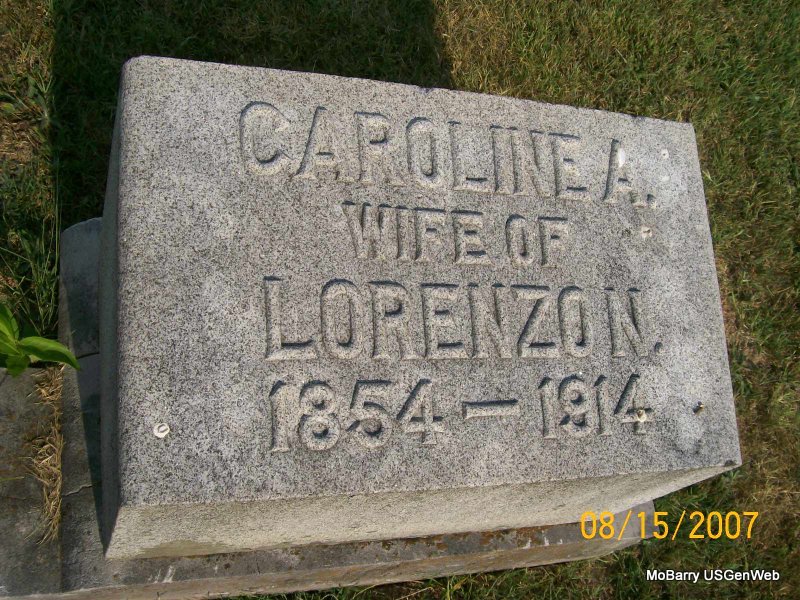 CAROLINE A.
WIFE OF
LORENZO N.
1854 – 1914
08/15/2007
MoBarry USGenWeb